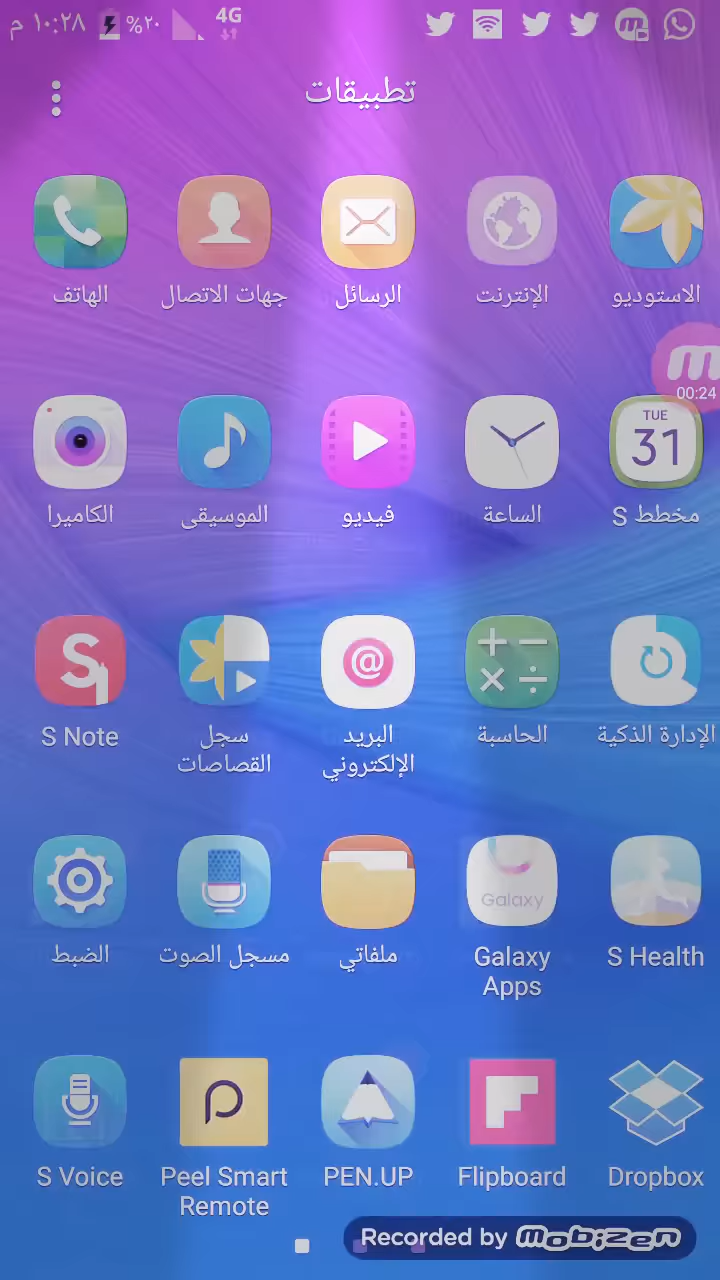 ١٠:٢٨ م %٢٠ 4G
تطبيقات
الهاتف جهات الاتصال الرسائل الإنترنت الاستوديو
00:24
TUE
31
الكاميرا الموسيقى فيديو الساعة مخطط S
S Note سجل القصاصات البريد الإلكتروني الحاسبة الإدارة الذكية
Galaxy
الضبط مسجل الصوت ملفاتي Galaxy Apps S Health
S Voice Peel Smart Remote PEN.UP Flipboard Dropbox
Recorded by mobizen